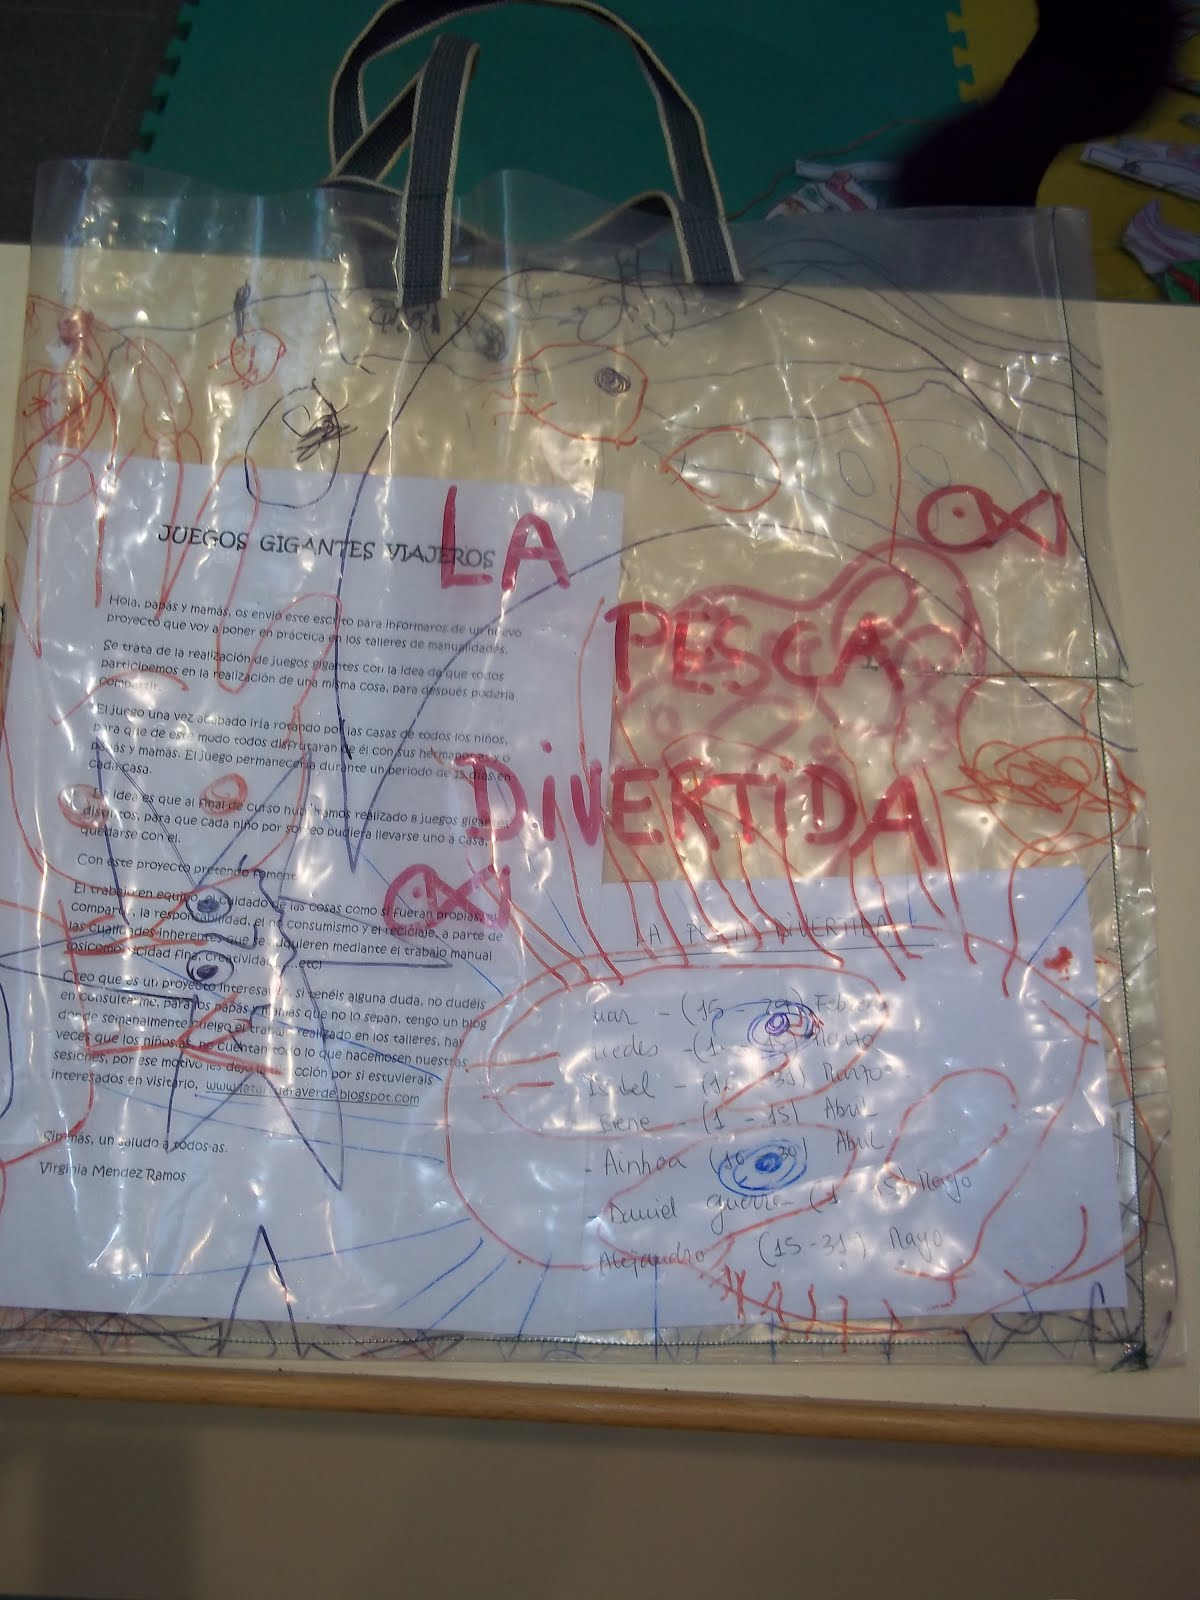 LA
PESCA
DiVERTiDA
JUEGOS GIGANTES VIAJEROS
Hola, papás y mamás, os envío este escrito para informaros de un nuevo
proyecto que voy a poner en práctica en los talleres de manualidades.
Se trata de la realización de juegos gigantes con la idea de que todos
participemos en la realización de una misma cosa, para después poderla
compartir.
El juego una vez acabado iría rotando por las casas de todos los niños,
para que de este modo todos disfrutaran de él con sus hermanos as y o
papás y mamás. El juego permanecería durante un periodo de 15 días en
cada casa.
La idea es que al final de curso hubiéramos realizado 8 juegos gigantes
distintos, para que cada niño por sorteo pudiera llevarse uno a casa,
quedarse con el.
Con este proyecto pretendo foment
El trabajo en equipo, el cuidado de las cosas como si fueran propias, el
compartir, la responsabilidad, el no consumismo y el reciclaje, a parte de
las cualidades inherentes que se adquieren mediante el trabajo manual
(psicomotricidad fina, creatividad, ...etc)
Creo que es un proyecto interesante, si tenéis alguna duda, no dudéis
en consultarme, para los papás y mamás que no lo sepan, tengo un blog
donde semanalmente cuelgo el trabajo realizado en los talleres, hay
veces que los niños as, no cuentan todo lo que hacemos en nuestras
sesiones, por ese motivo les dejo la dirección por si estuvierais
interesados en visitarlo,
Sin más, un saludo a todos-as.
Virginia Mendez Ramos
LA PESCA DiVERTiDA
- (15 - 29) Febrero
- (1 - ) Marzo
Isabel - (16 - 31) Marzo
Irene - (1 - 15) Abril
- Ainhoa (16 - 30) Abril
- Daniel guerra - (1 - 15) Mayo
- Alejandro (15-31) Mayo